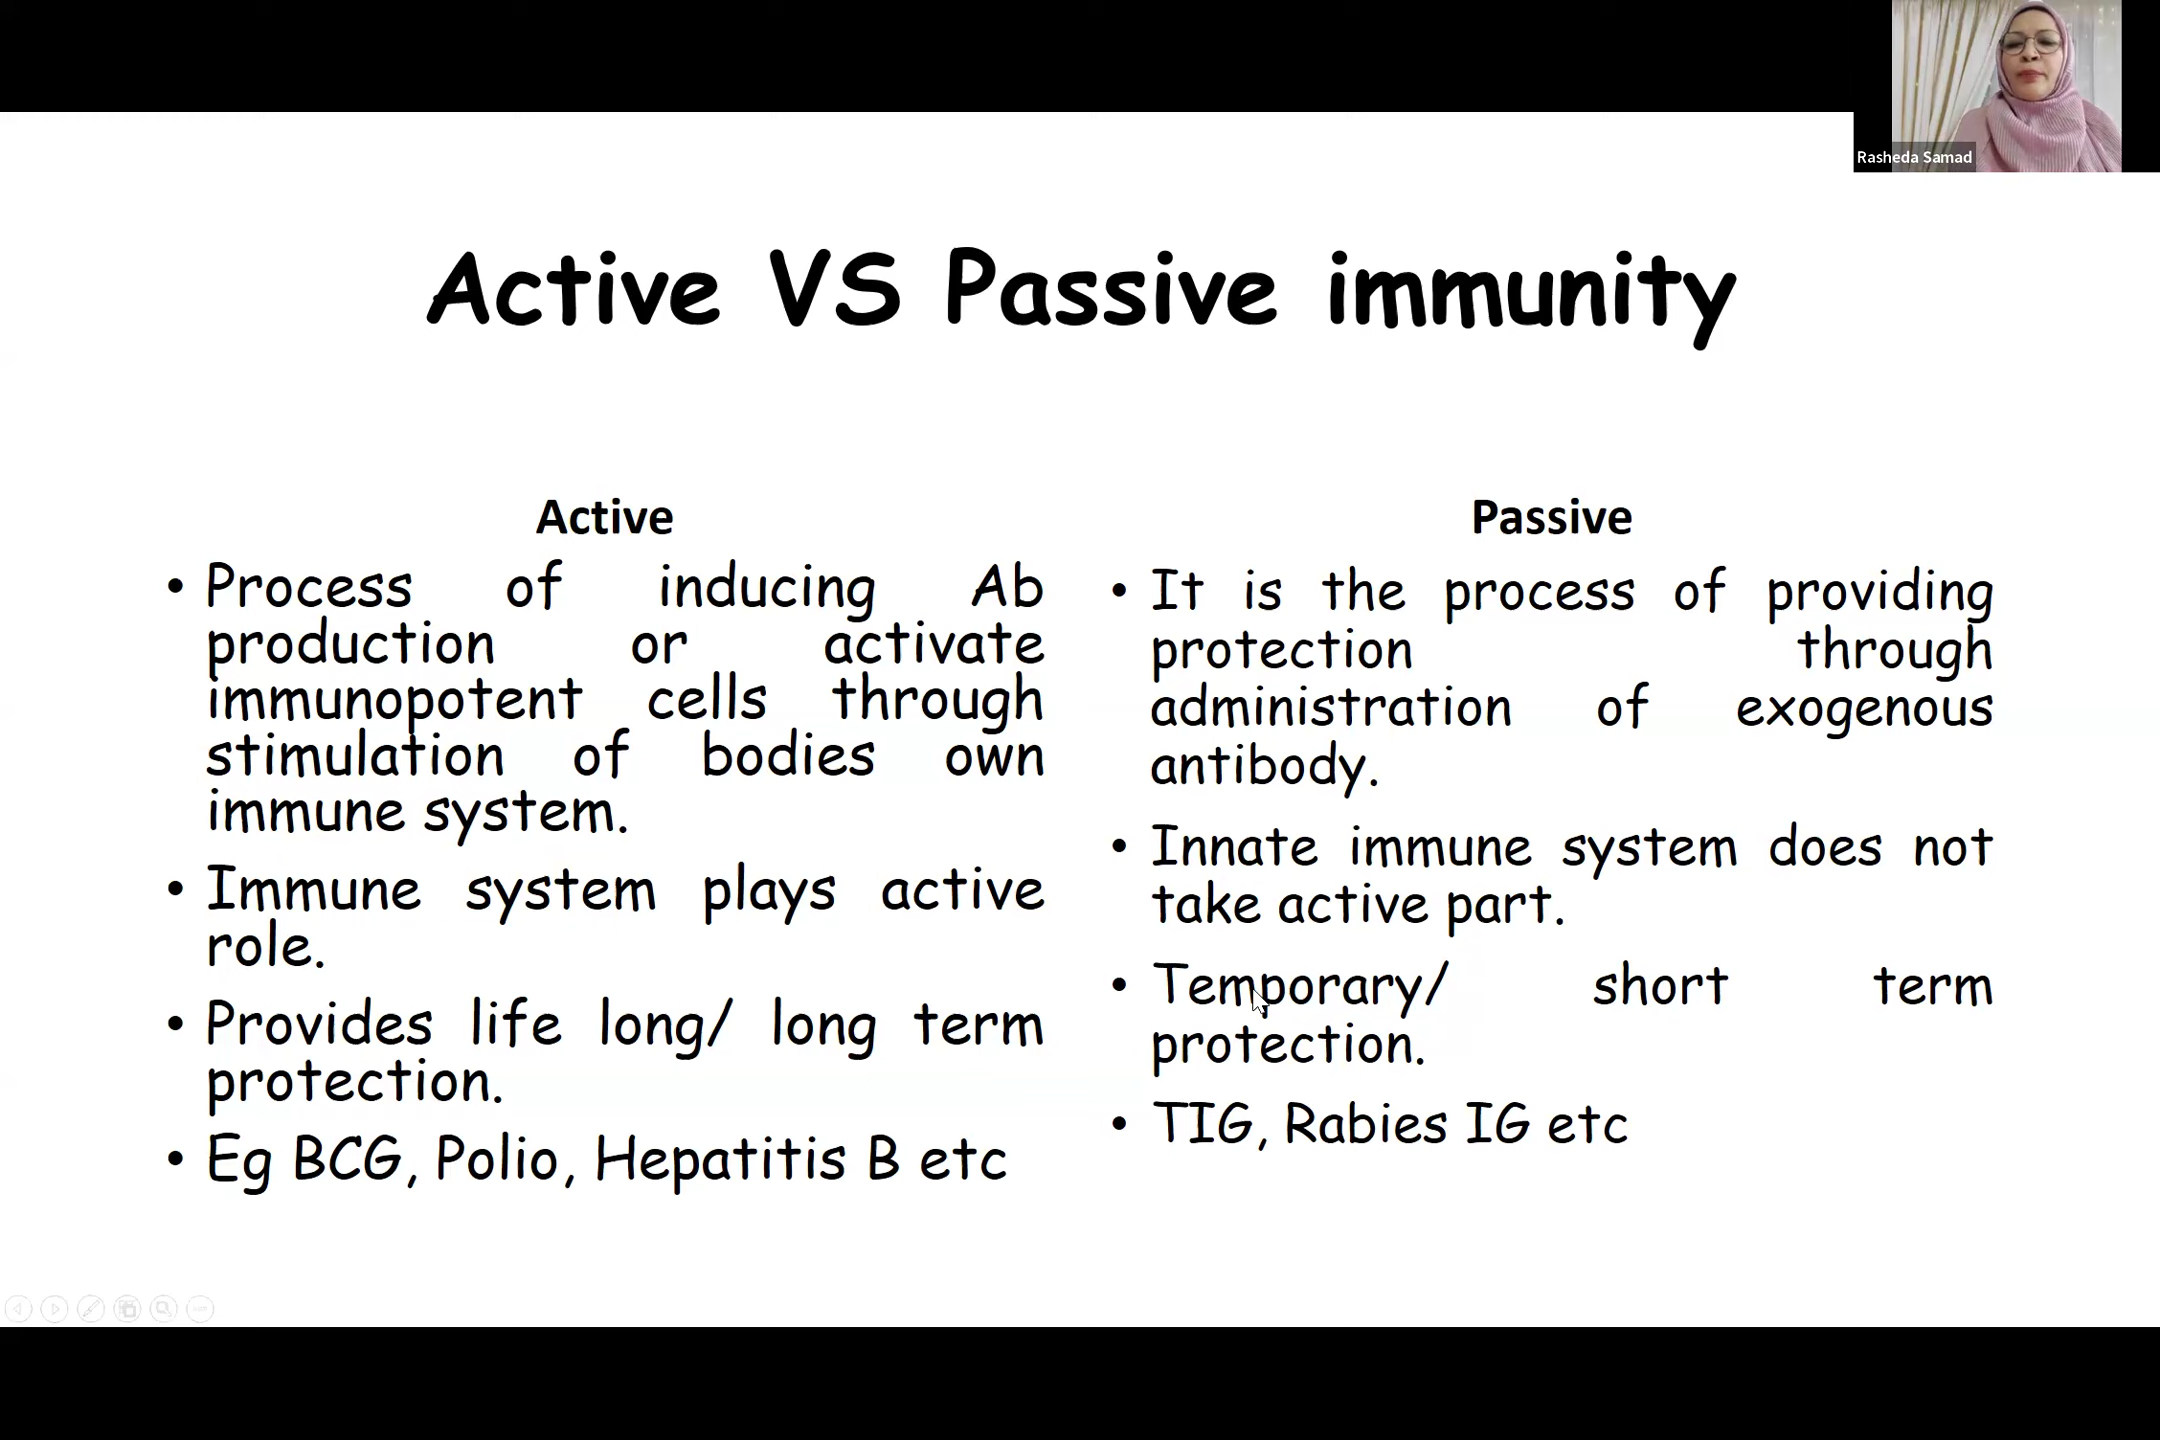 Rasheda Samad
Active VS Passive immunity
Active
• Process of inducing Ab
production or activate
immunopotent cells through
stimulation of bodies own
immune system.
• Immune system plays active
role.
• Provides life long/ long term
protection.
• Eg BCG, Polio, Hepatitis B etc
Passive
• It is the process of providing
protection through
administration of exogenous
antibody.
• Innate immune system does not
take active part.
• Temporary/ short term
protection.
• TIG, Rabies IG etc